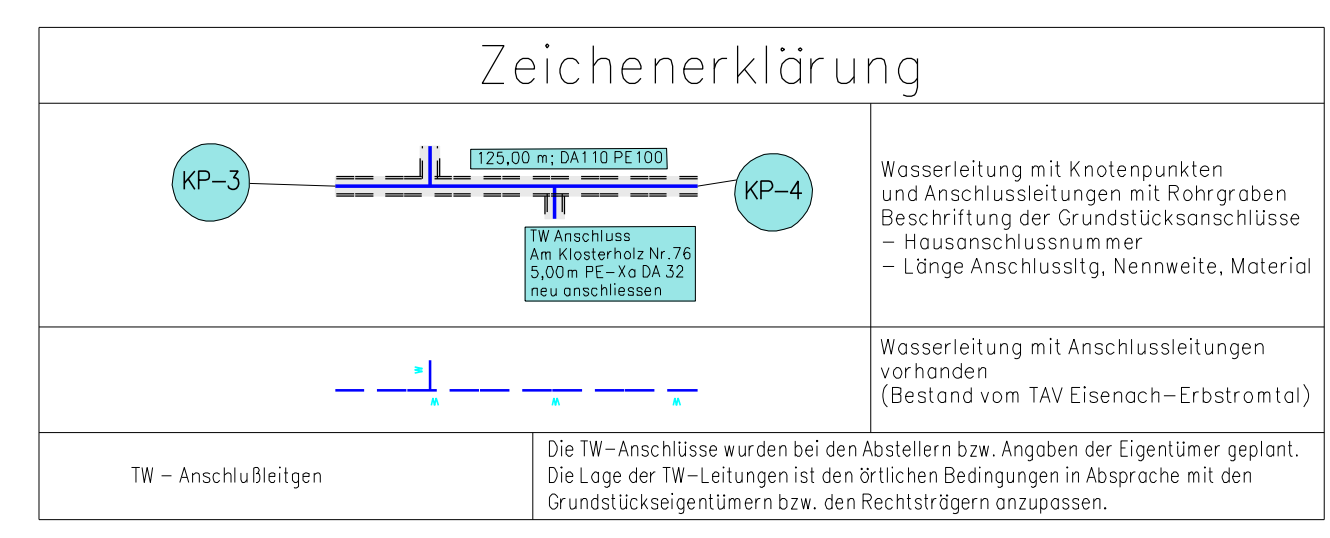 Zeichenerklärung
KP-3
125,00 m; DA110 PE100
KP-4
TW Anschluss
Am Klosterholz Nr.76
5,00m PE-Xa DA 32
neu anschliessen
Wasserleitung mit Knotenpunkten
und Anschlussleitungen mit Rohrgraben
Beschriftung der Grundstücksanschlüsse
- Hausanschlussnummer
- Länge Anschlussltg, Nennweite, Material
W
W
W
W
Wasserleitung mit Anschlussleitungen
vorhanden
(Bestand vom TAV Eisenach-Erbstromtal)
TW - Anschlußleitgen
Die TW-Anschlüsse wurden bei den Abstellern bzw. Angaben der Eigentümer geplant.
Die Lage der TW-Leitungen ist den örtlichen Bedingungen in Absprache mit den
Grundstückseigentümern bzw. den Rechtsträgern anzupassen.